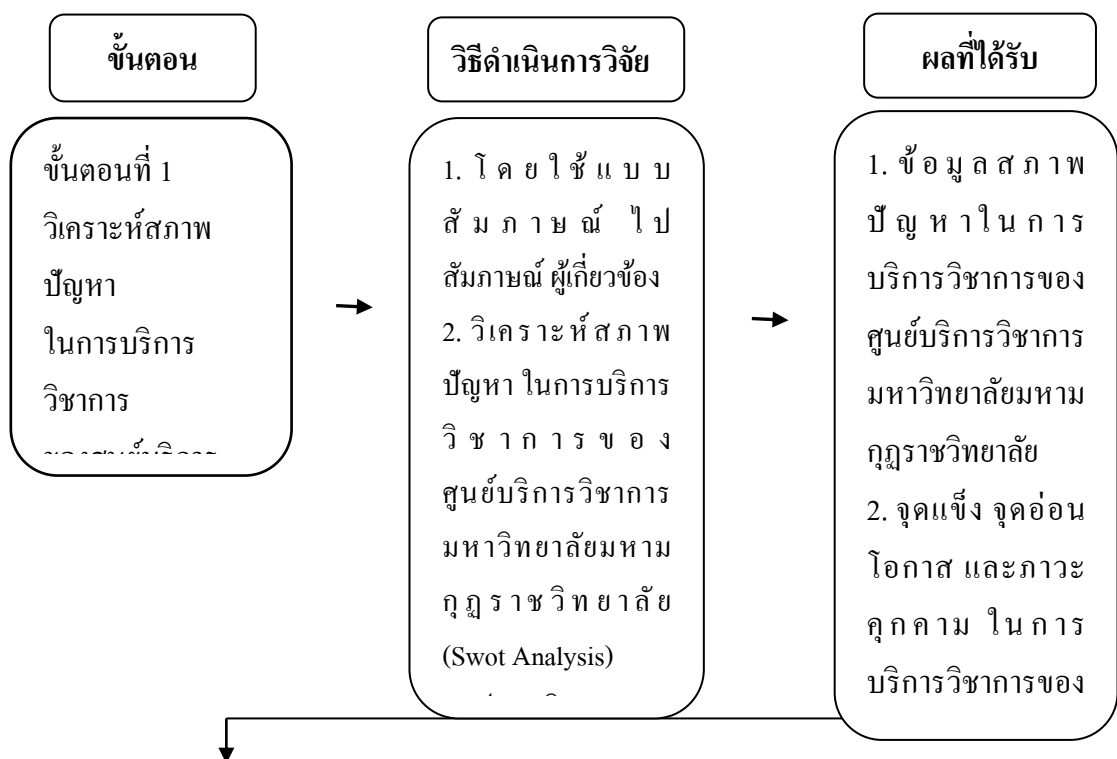 ขั้นตอน
วิธีดำเนินการวิจัย
ผลที่ได้รับ
ขั้นตอนที่ 1
วิเคราะห์สภาพ
ปัญหา
ในการบริการ
วิชาการ
1. โดยใช้แบบ
สัมภาษณ์ ไป
สัมภาษณ์ ผู้เกี่ยวข้อง
2. วิเคราะห์สภาพ
ปัญหา ในการบริการ
วิชาการของ
ศูนย์บริการวิชาการ
มหาวิทยาลัยมหาม
กุฏราชวิทยาลัย
(Swot Analysis)
1. ข้อมูลสภาพ
ปัญหาในการ
บริการวิชาการของ
ศูนย์บริการวิชาการ
มหาวิทยาลัยมหาม
กุฏราชวิทยาลัย
2. จุดแข็ง จุดอ่อน
โอกาส และภาวะ
คุกคาม ในการ
บริการวิชาการของ